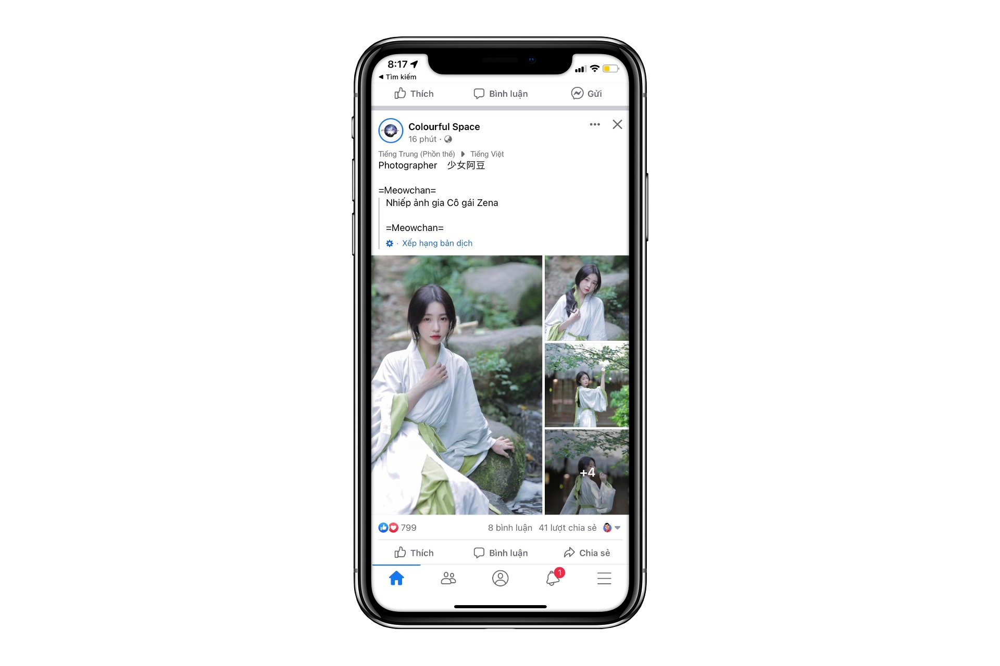 8:17
◀ Tìm kiếm
Thích Bình luận Gửi
Colourful Space
16 phút ·
Tiếng Trung (Phồn thể) ▶ Tiếng Việt
Photographer 少女阿豆
=Meowchan=
Nhiếp ảnh gia Cô gái Zena
=Meowchan=
· Xếp hạng bản dịch
+4
799 8 bình luận 41 lượt chia sẻ
Thích Bình luận Chia sẻ
1